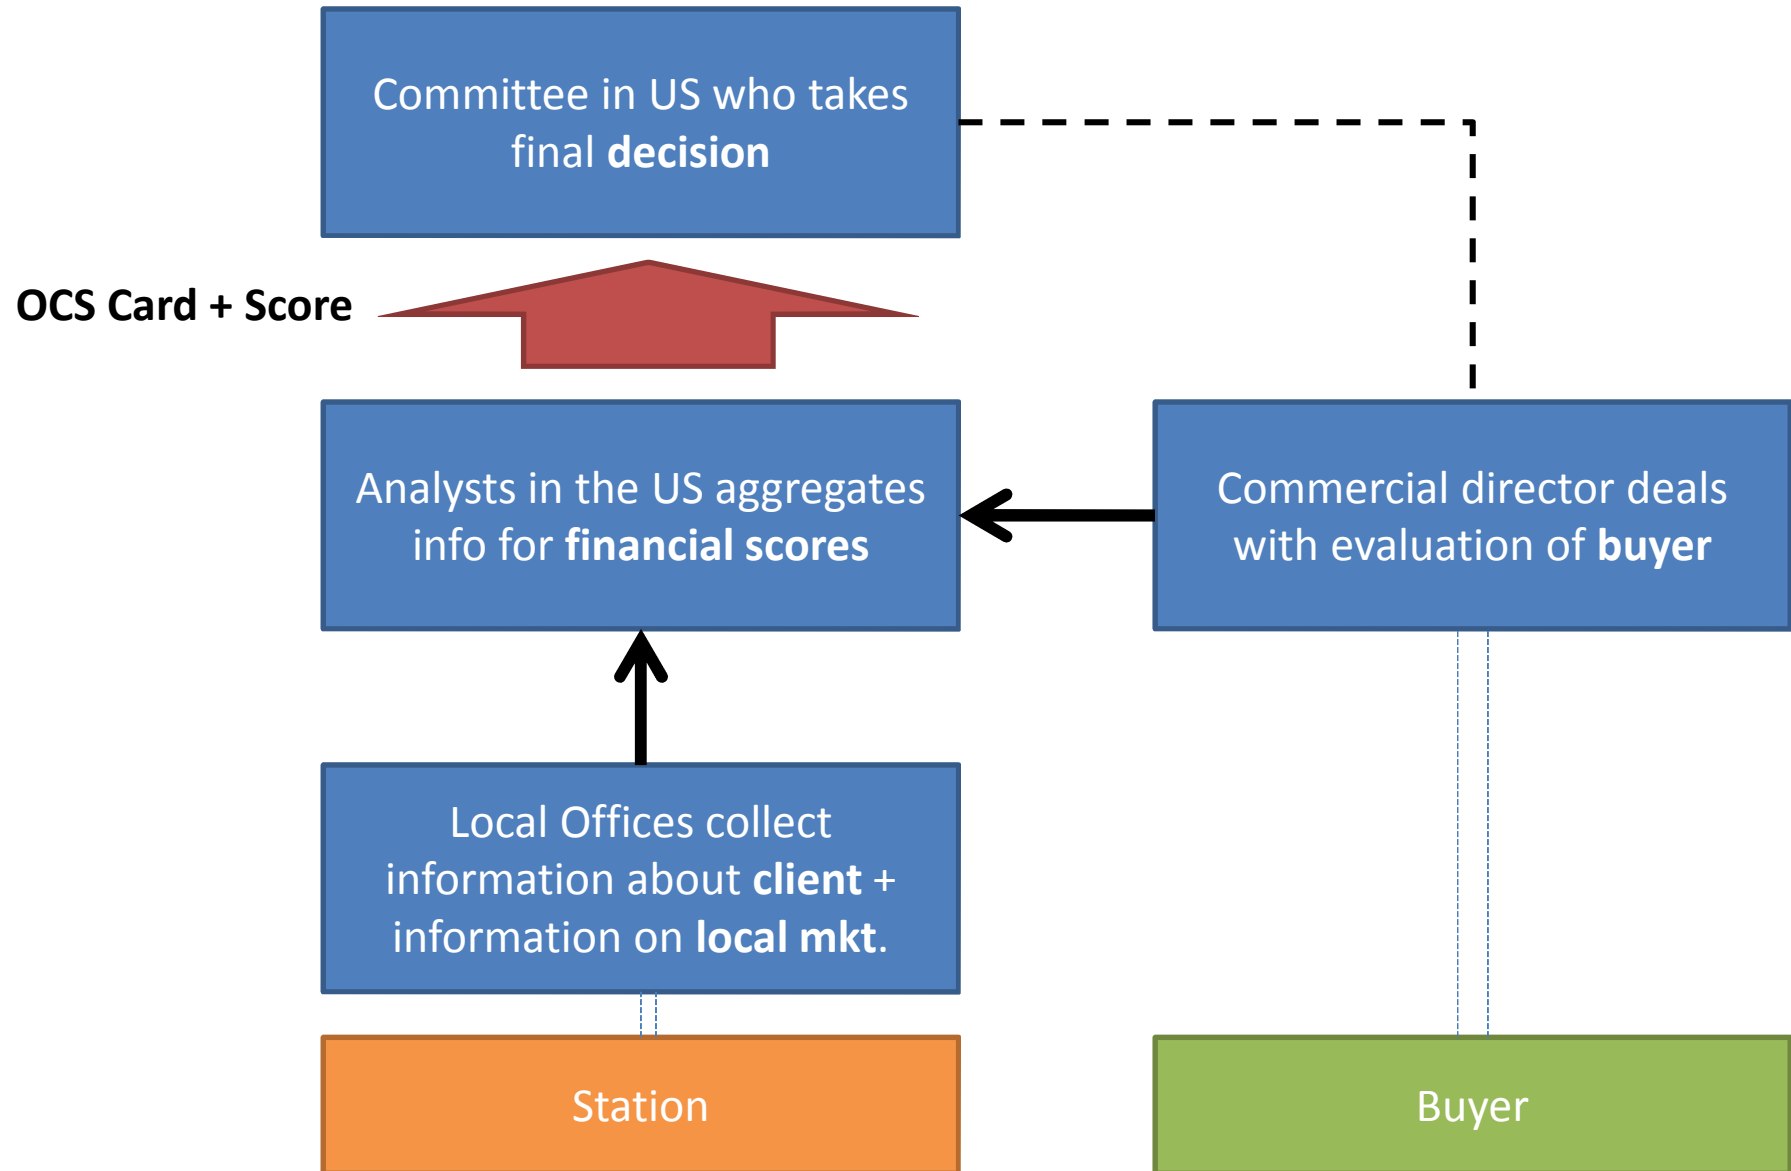 Committee in US who takes
final decision
OCS Card + Score
Analysts in the US aggregates
info for financial scores
Commercial director deals
with evaluation of buyer
Local Offices collect
information about client +
information on local mkt.
Station
Buyer